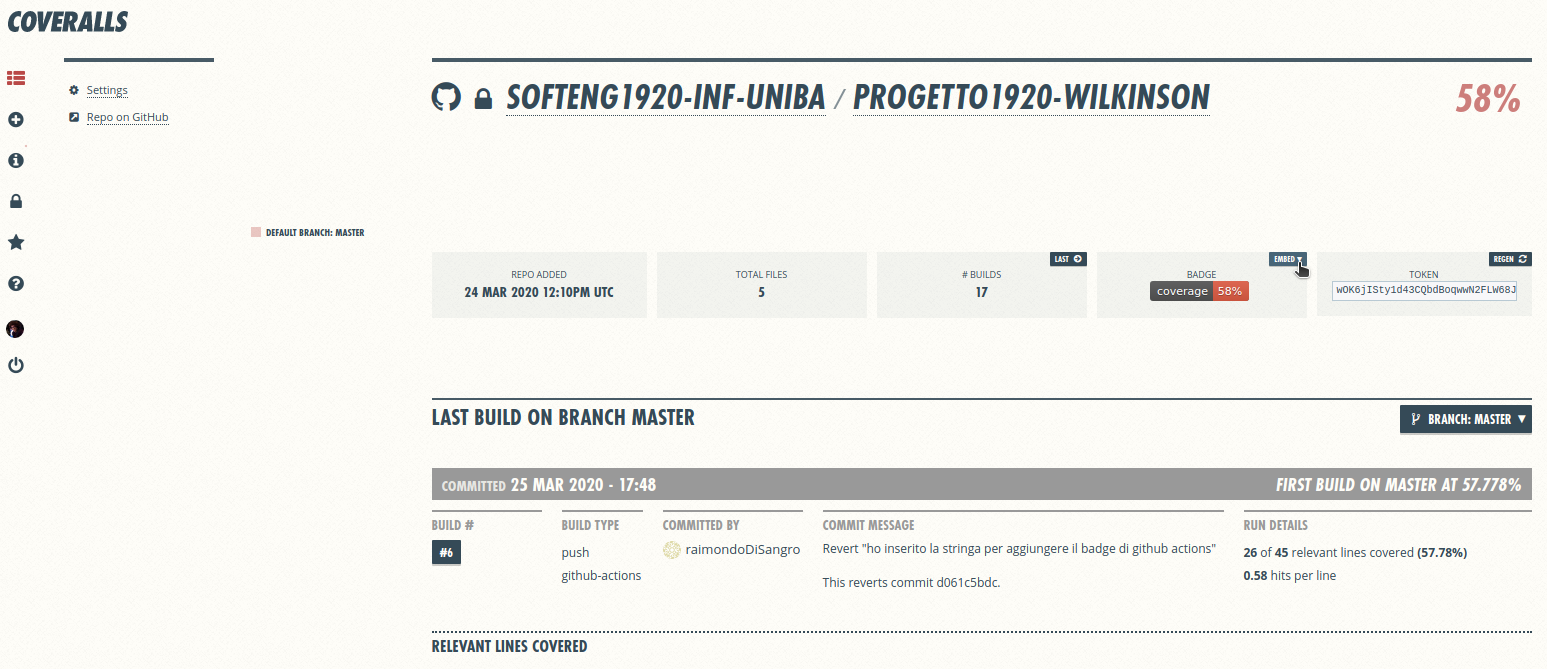 COVERALLS
Settings
Repo on GitHub
SOFTENG1920-INF-UNIBA / PROGETTO1920-WILKINSON
58%
DEFAULT BRANCH: MASTER
REPO ADDED
24 MAR 2020 12:10PM UTC
TOTAL FILES
5
LAST
# BUILDS
17
EMBED ▼
BADGE
coverage 58%
REGEN
TOKEN
wOK6jISty1d43CQbdBoqwwN2FLW68J
LAST BUILD ON BRANCH MASTER
BRANCH: MASTER ▼
COMMITTED 25 MAR 2020 - 17:48
FIRST BUILD ON MASTER AT 57.778%
BUILD #
#6
BUILD TYPE
push
github-actions
COMMITTED BY
raimondoDiSangro
COMMIT MESSAGE
Revert "ho inserito la stringa per aggiungere il badge di github actions"
This reverts commit d061c5bdc.
RUN DETAILS
26 of 45 relevant lines covered (57.78%)
0.58 hits per line
RELEVANT LINES COVERED